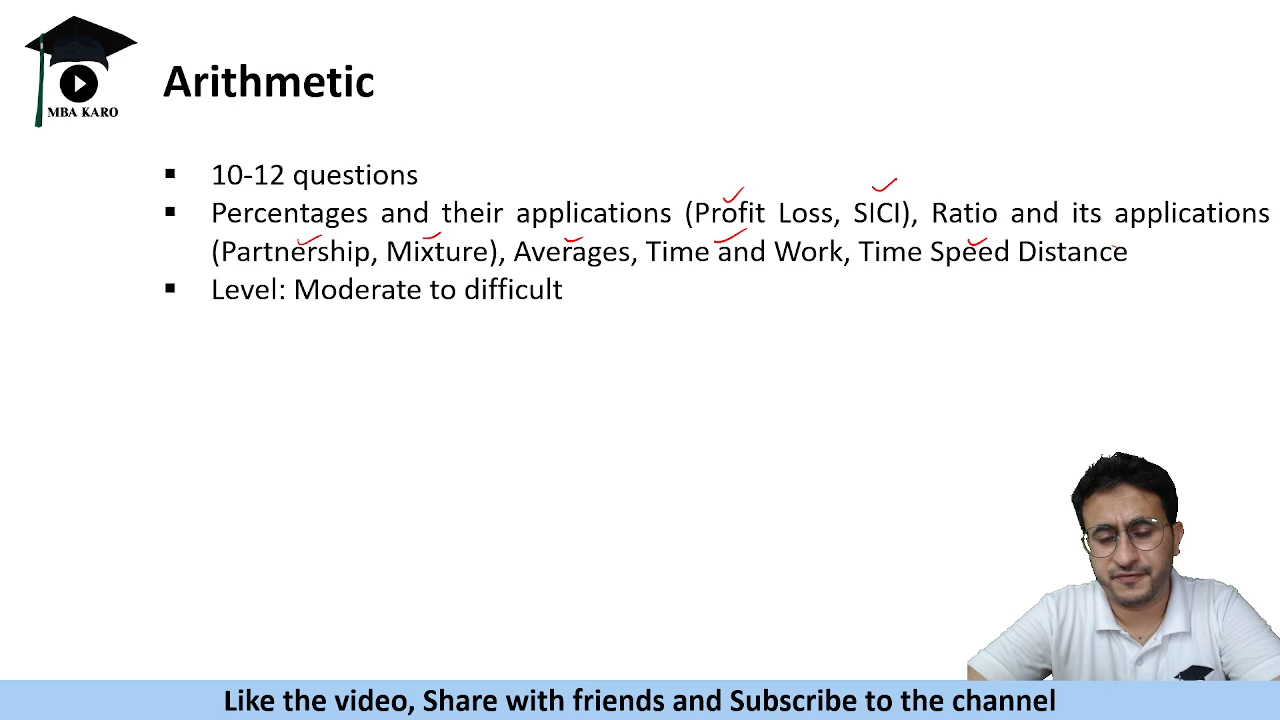 MBA KARO
Arithmetic
▪ 10-12 questions
▪ Percentages and their applications (Profit Loss, SICI), Ratio and its applications
(Partnership, Mixture), Averages, Time and Work, Time Speed Distance
▪ Level: Moderate to difficult
Like the video, Share with friends and Subscribe to the channel